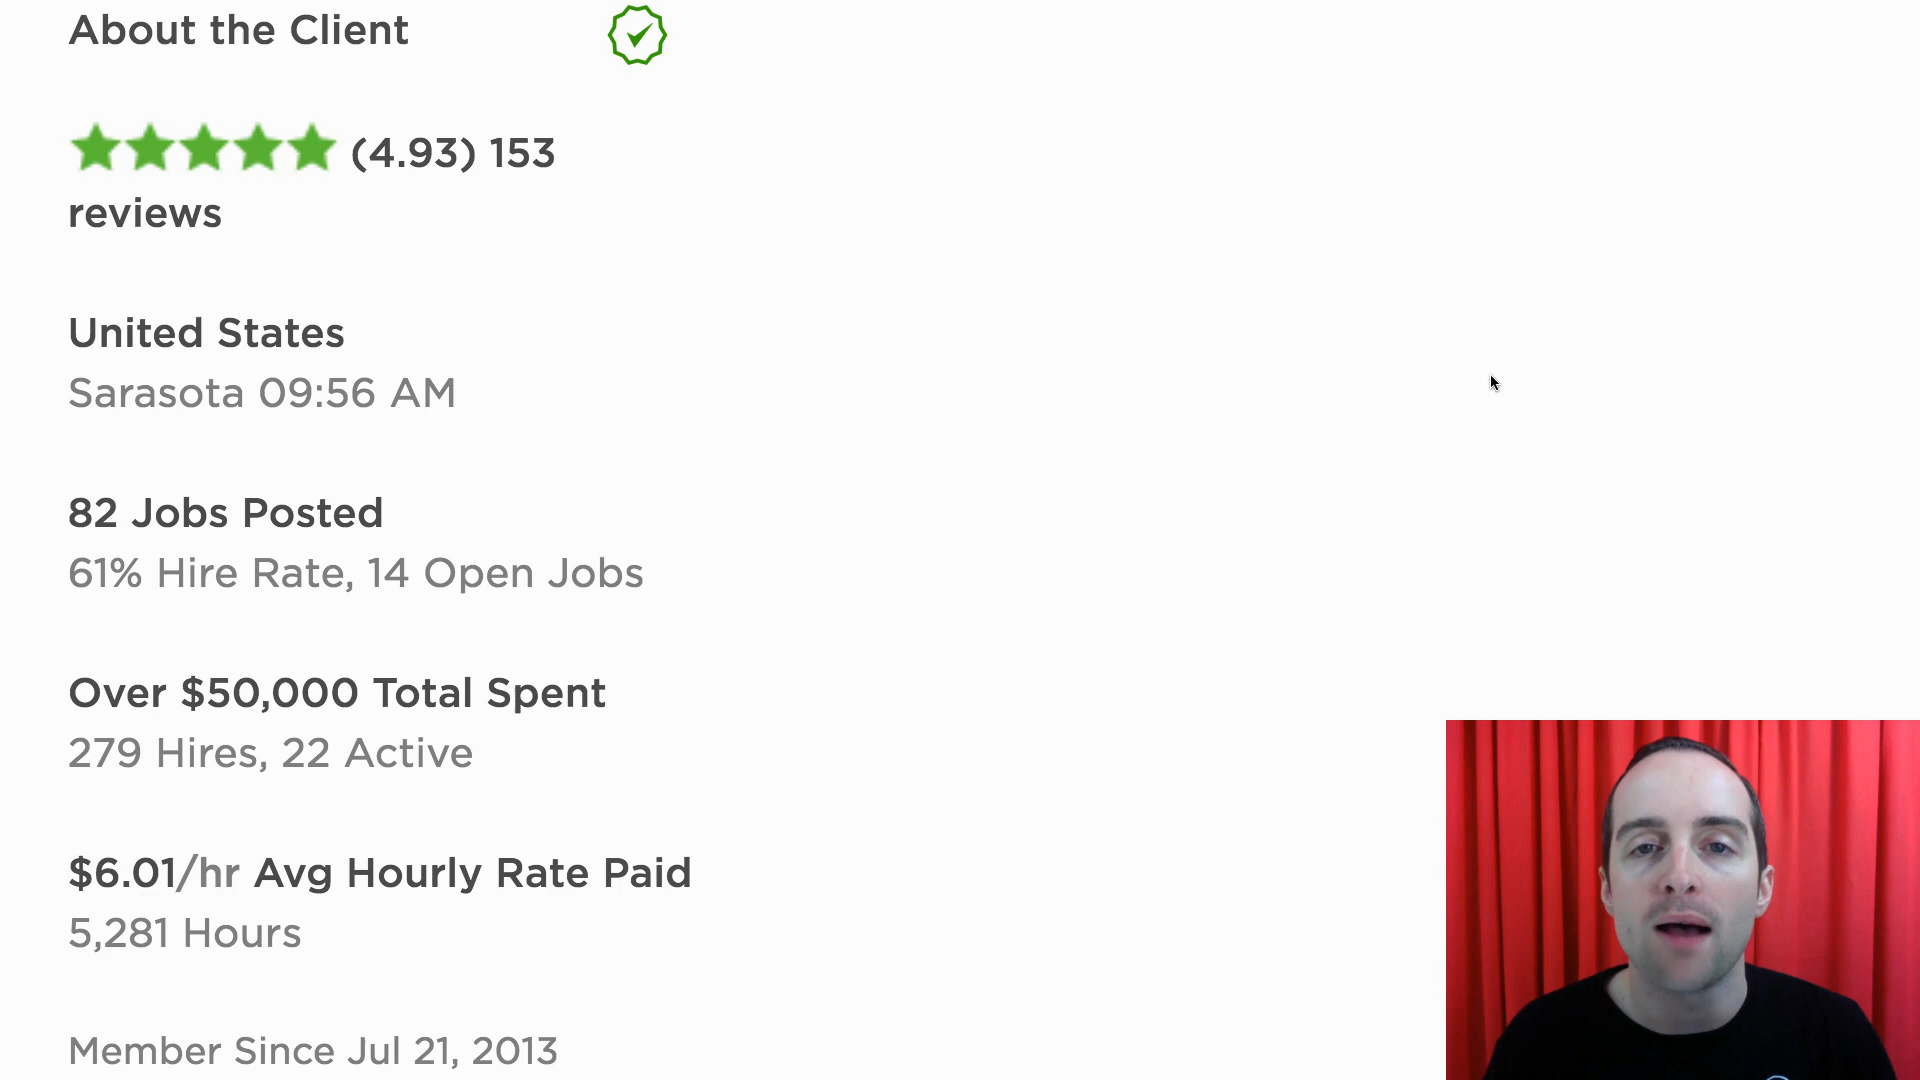 About the Client
(4.93) 153
reviews
United States
Sarasota 09:56 AM
82 Jobs Posted
61% Hire Rate, 14 Open Jobs
Over $50,000 Total Spent
279 Hires, 22 Active
$6.01/hr Avg Hourly Rate Paid
5,281 Hours
Member Since Jul 21, 2013